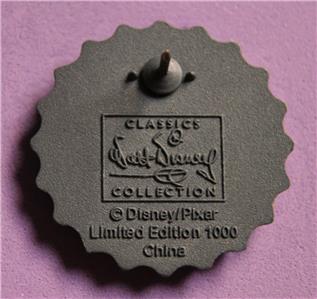 CLASSICS
Walt Disney
COLLECTION
© Disney/Pixar
Limited Edition 1000
China